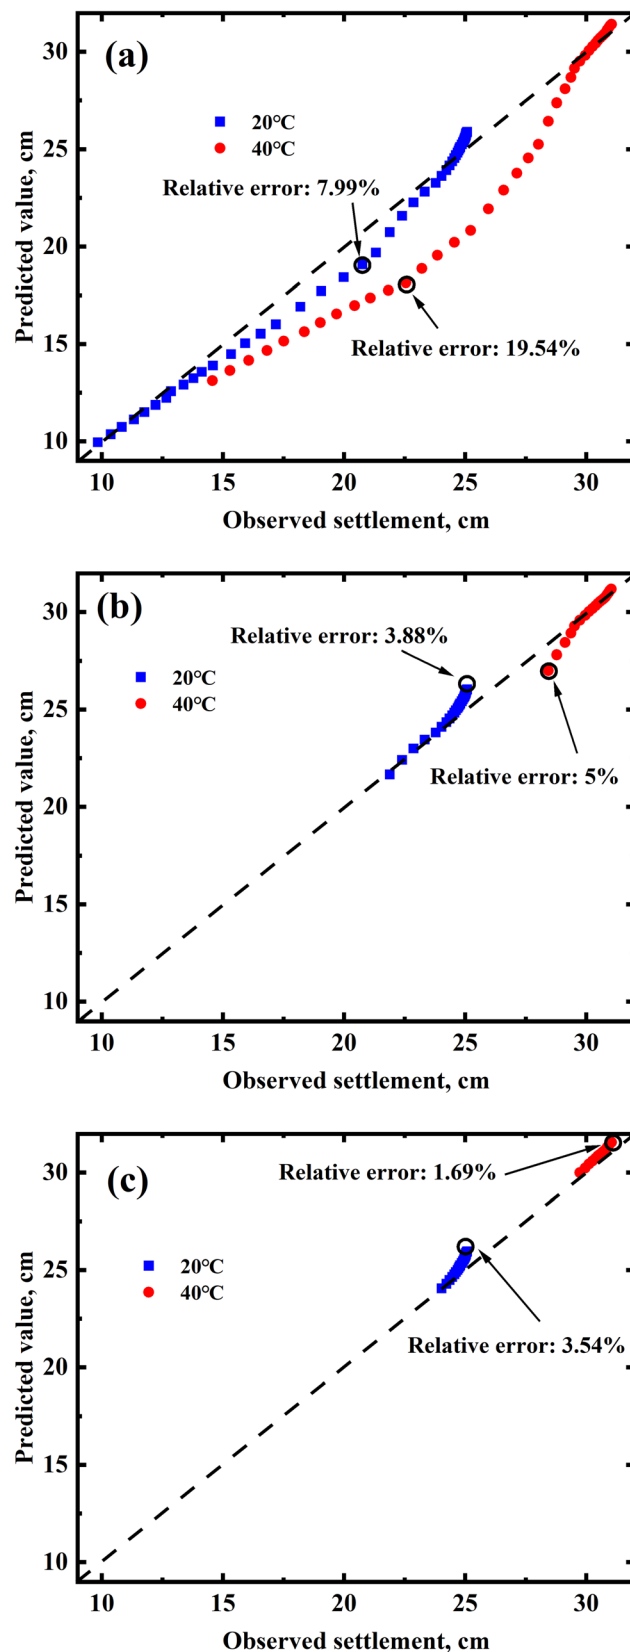 (a)
30
25
20
15
10
Predicted value, cm
20°C
40°C
Relative error: 7.99%
Relative error: 19.54%
10 15 20 25 30
Observed settlement, cm
(b)
30
25
20
15
10
Predicted value, cm
Relative error: 3.88%
20°C
40°C
Relative error: 5%
10 15 20 25 30
Observed settlement, cm
(c)
30
25
20
15
10
Predicted value, cm
Relative error: 1.69%
20°C
40°C
Relative error: 3.54%
10 15 20 25 30
Observed settlement, cm